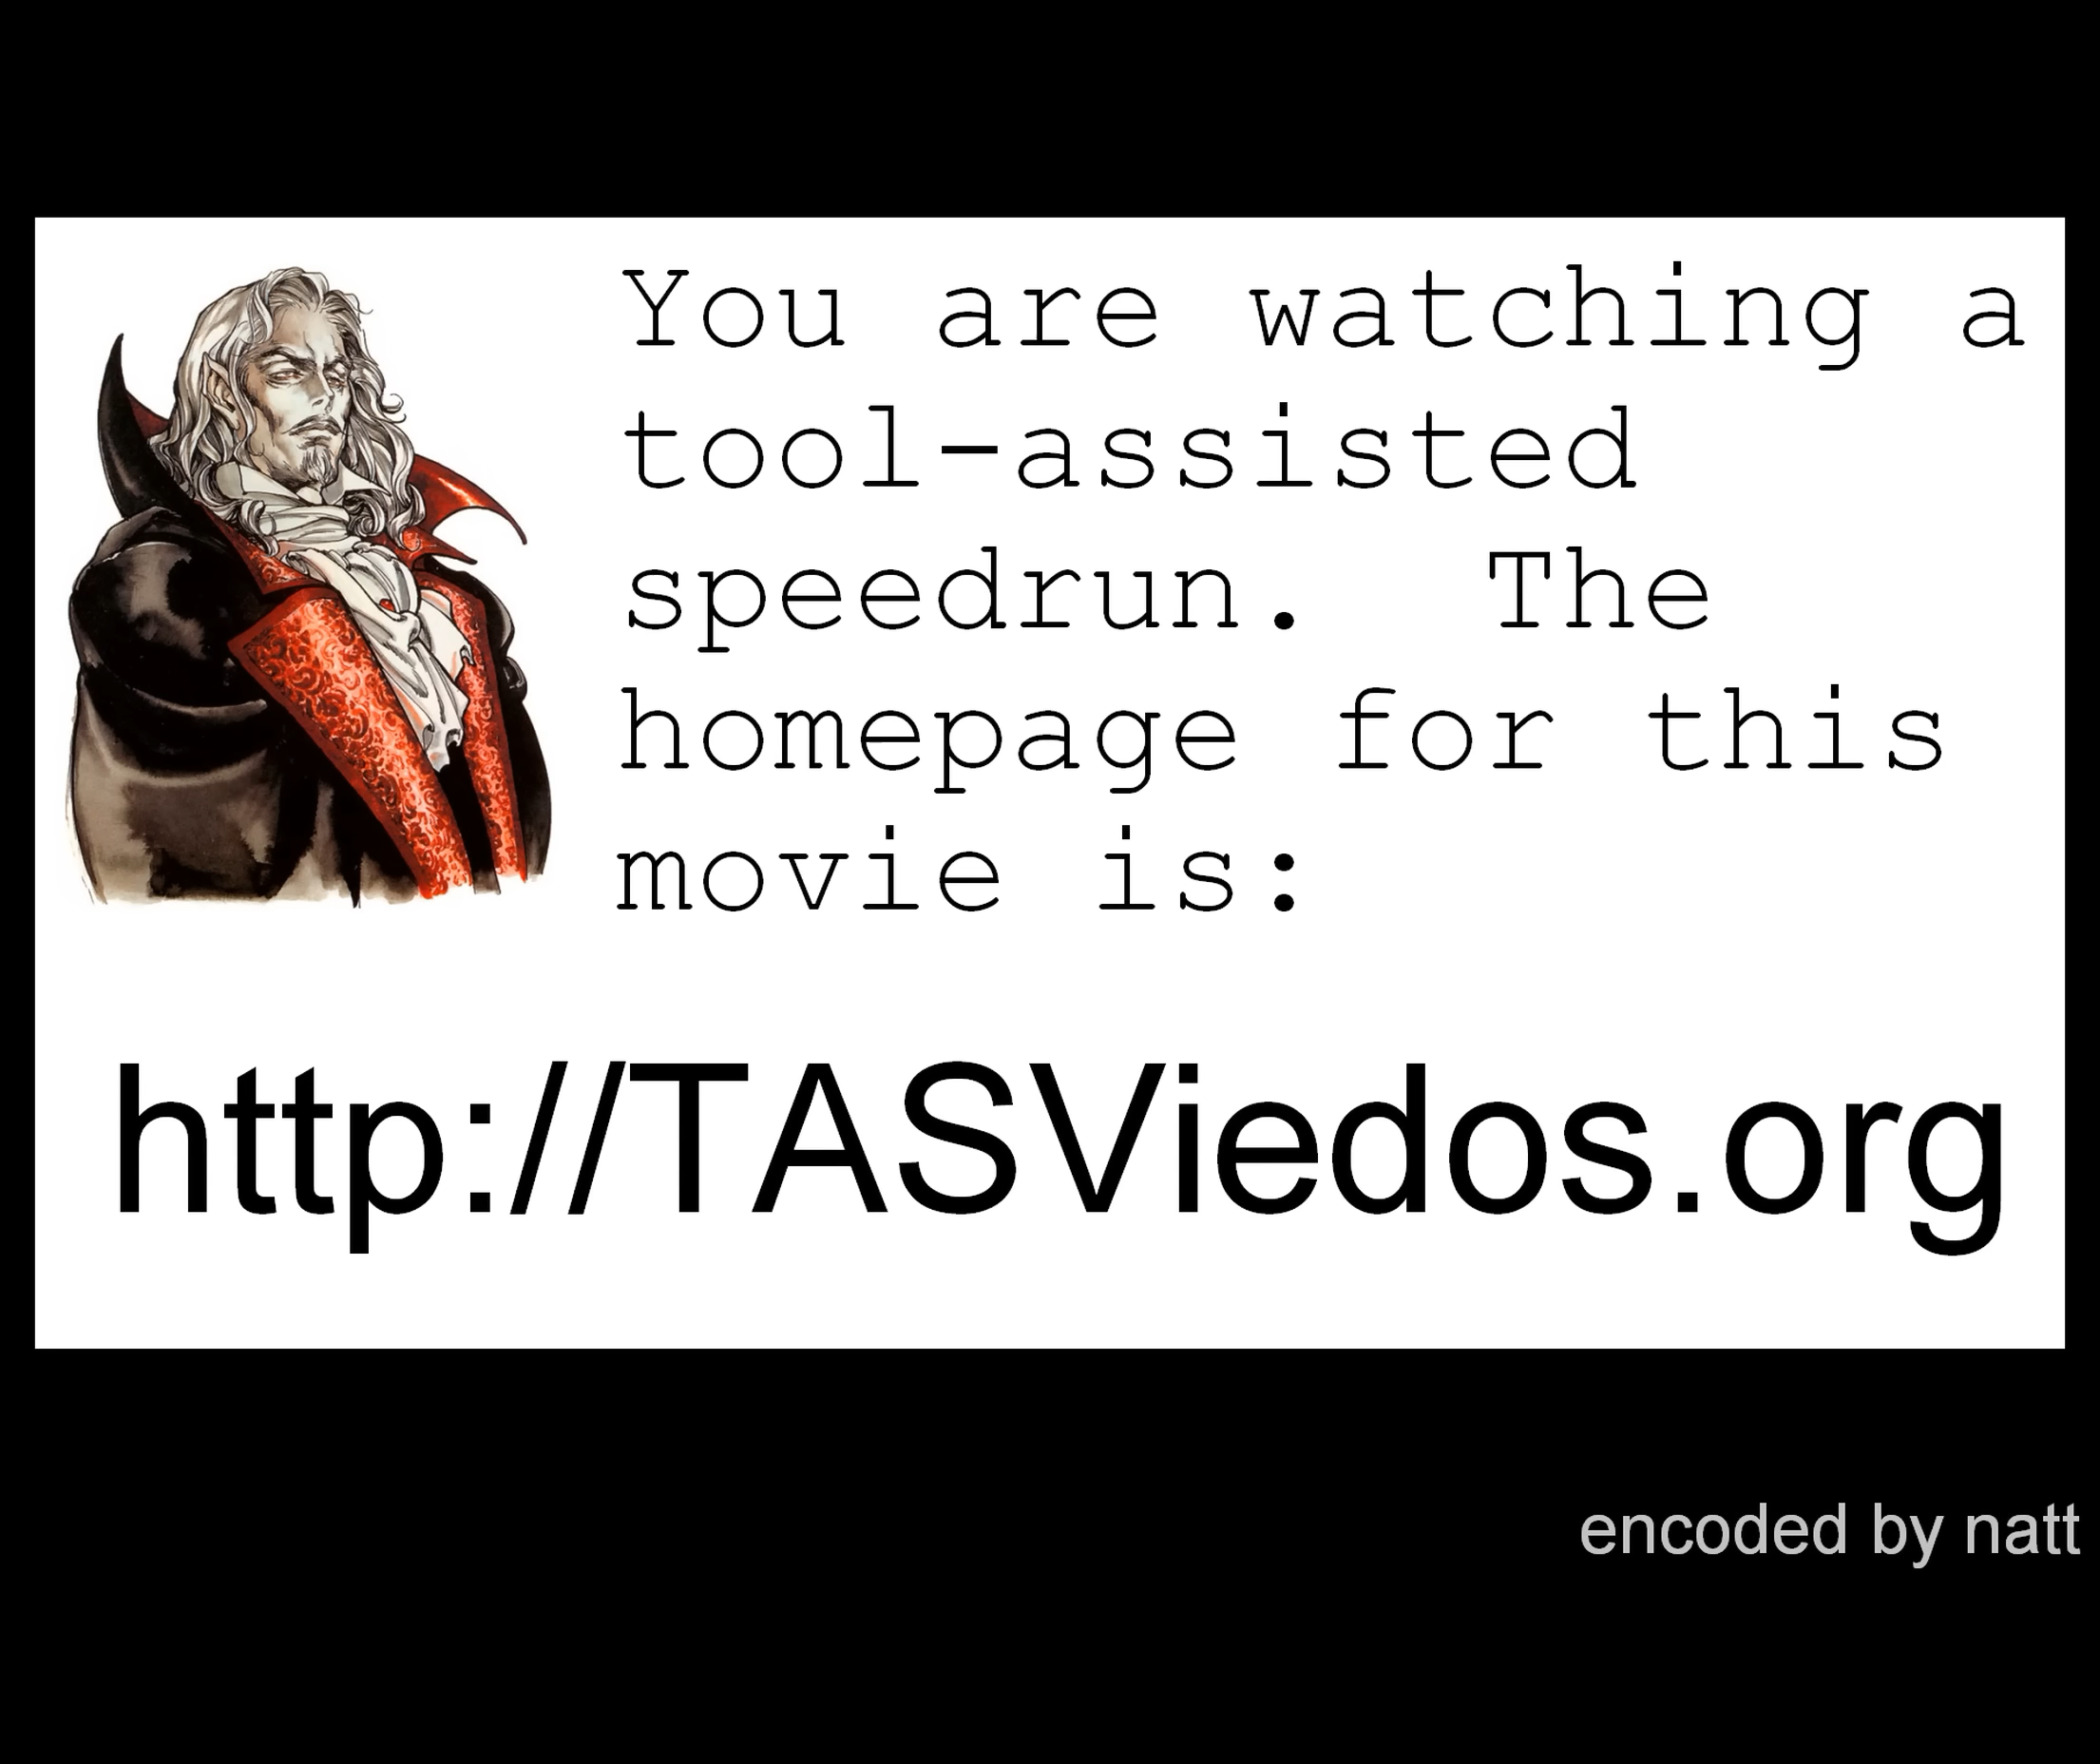 You are watching a
tool-assisted
speedrun.  The
homepage for this
movie is:
http://TASViedos.org
encoded by natt